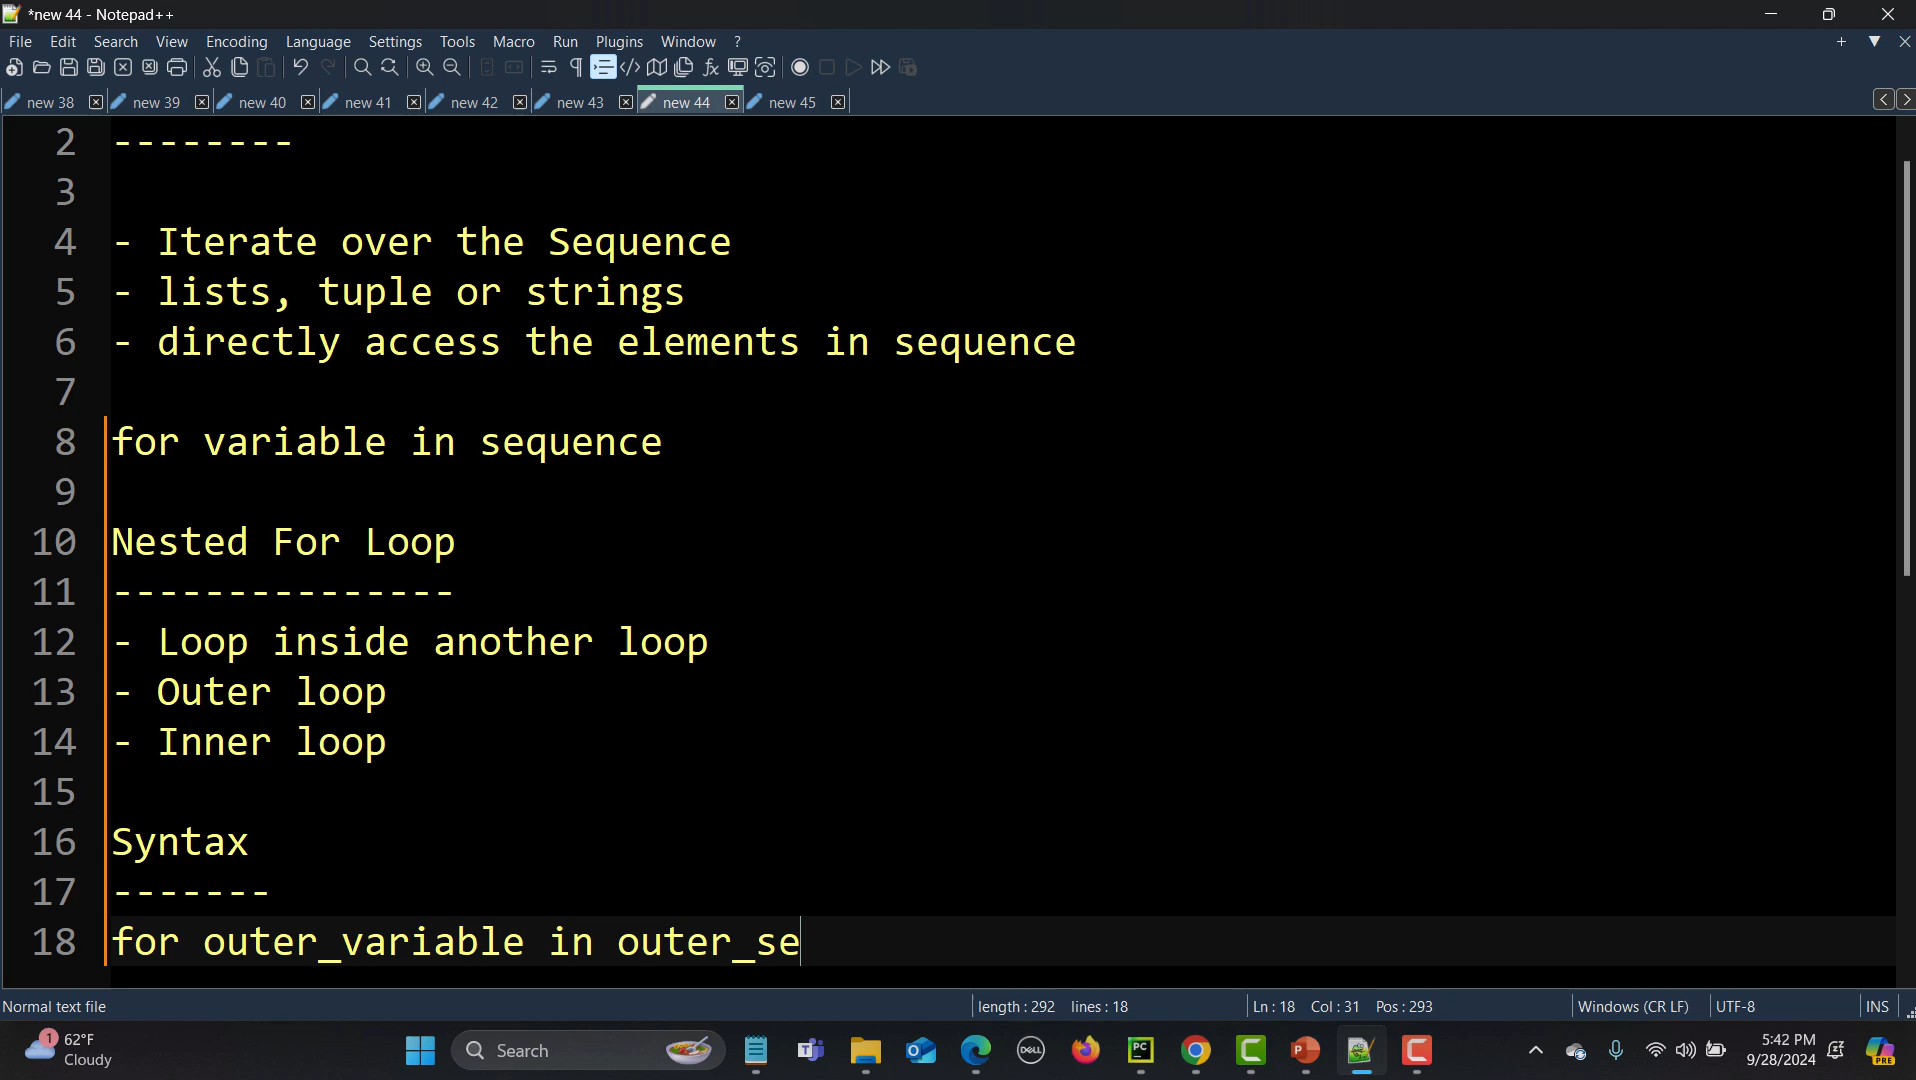 *new 44 - Notepad++
File Edit Search View Encoding Language Settings Tools Macro Run Plugins Window ?
new 38 new 39 new 40 new 41 new 42 new 43 new 44 new 45
2 --------
3
4 - Iterate over the Sequence
5 - lists, tuple or strings
6 - directly access the elements in sequence
7
8 for variable in sequence
9
10 Nested For Loop
11 ---------------
12 - Loop inside another loop
13 - Outer loop
14 - Inner loop
15
16 Syntax
17 -------
18 for outer_variable in outer_se
Normal text file length : 292 lines : 18 Ln : 18 Col : 31 Pos : 293 Windows (CR LF) UTF-8 INS
1 62°F
Cloudy
Search
DELL
PC
5:42 PM
9/28/2024
PRE